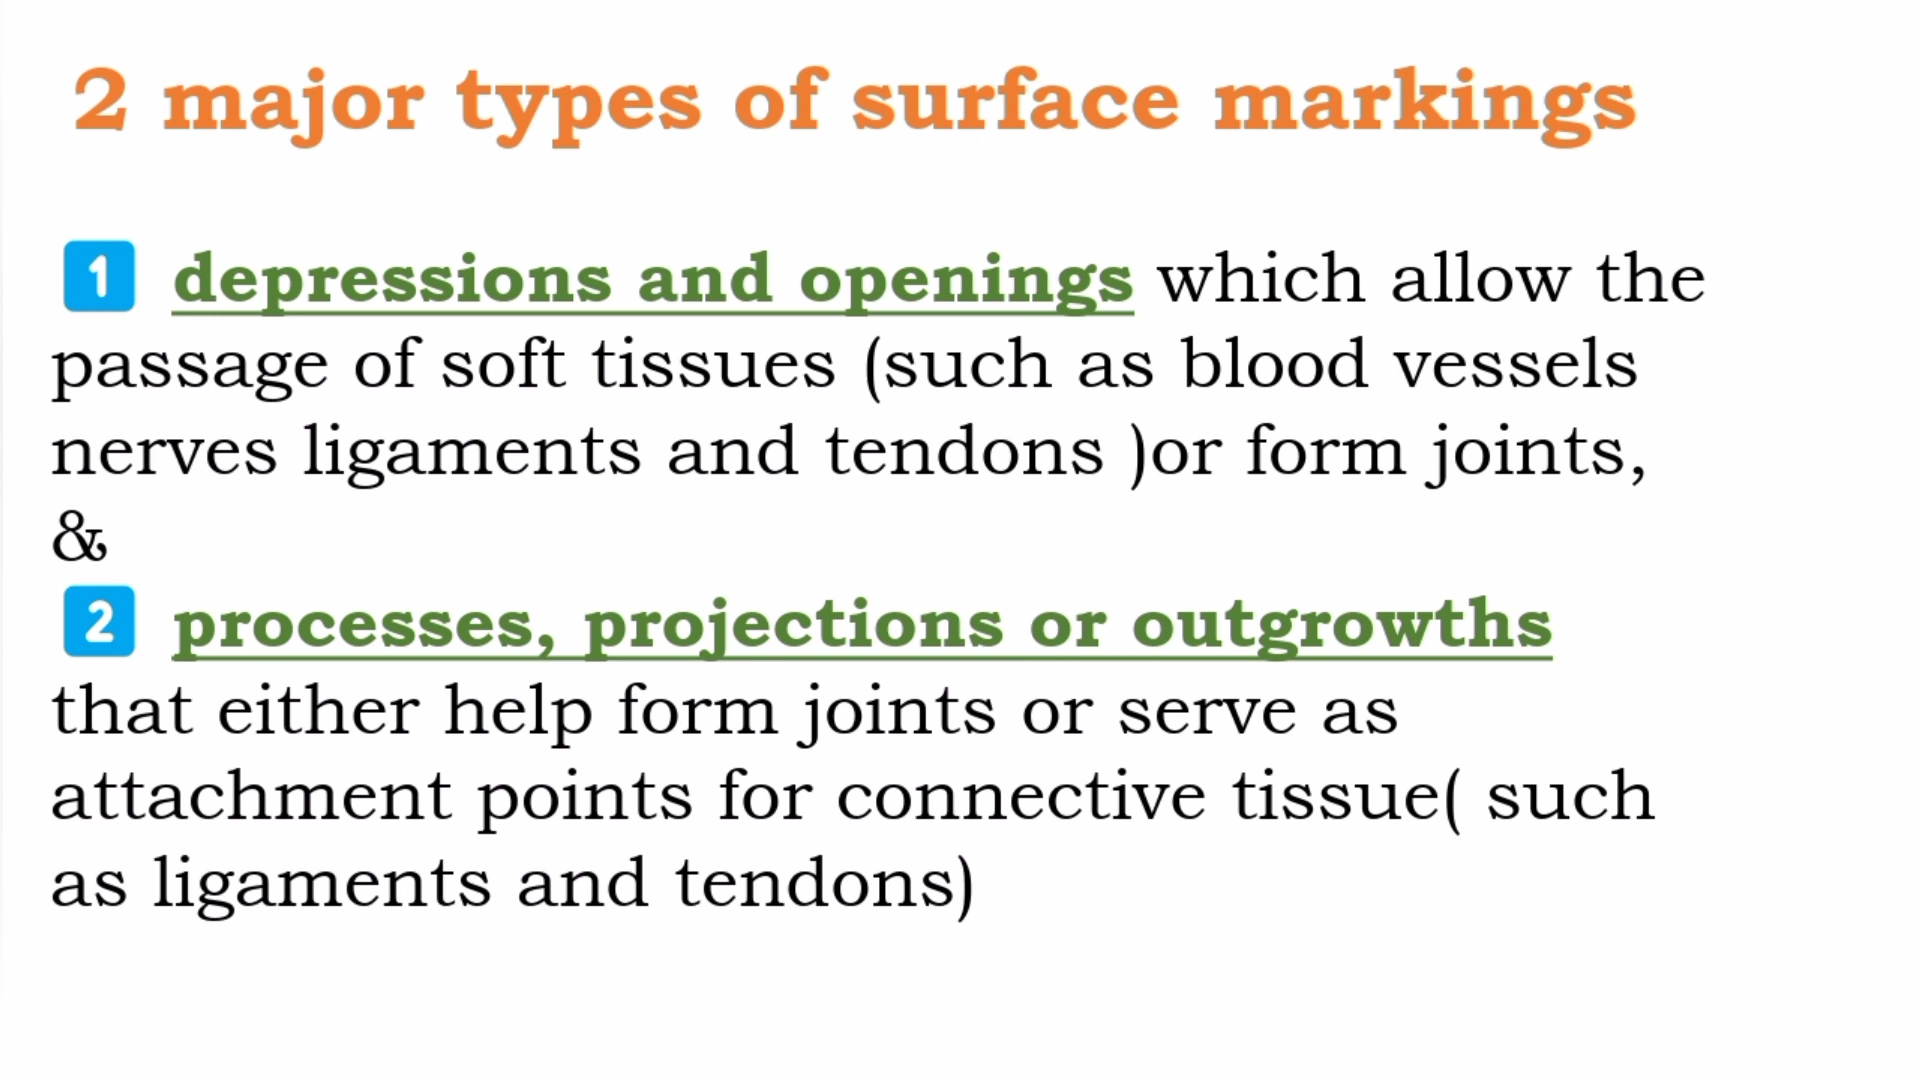 2 major types of surface markings
1 depressions and openings which allow the
passage of soft tissues (such as blood vessels
nerves ligaments and tendons )or form joints,
&
2 processes, projections or outgrowths
that either help form joints or serve as
attachment points for connective tissue( such
as ligaments and tendons)